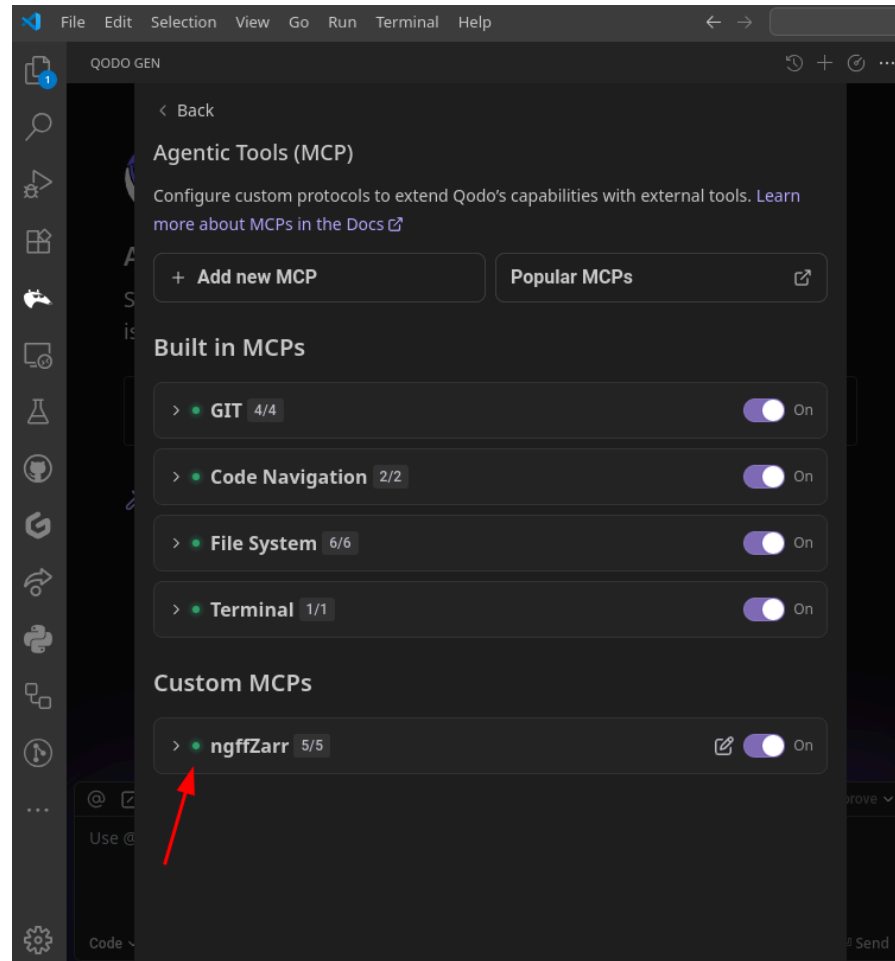 File Edit Selection View Go Run Terminal Help
1
QODO GEN
Back
Agentic Tools (MCP)
Configure custom protocols to extend Qodo's capabilities with external tools. Learn
more about MCPs in the Docs
+ Add new MCP
Popular MCPs
A
S
is
Built in MCPs
GIT 4/4 On
Code Navigation 2/2 On
File System 6/6 On
Terminal 1/1 On
Custom MCPs
ngffZarr 5/5 On
@
Use @
Code
Send